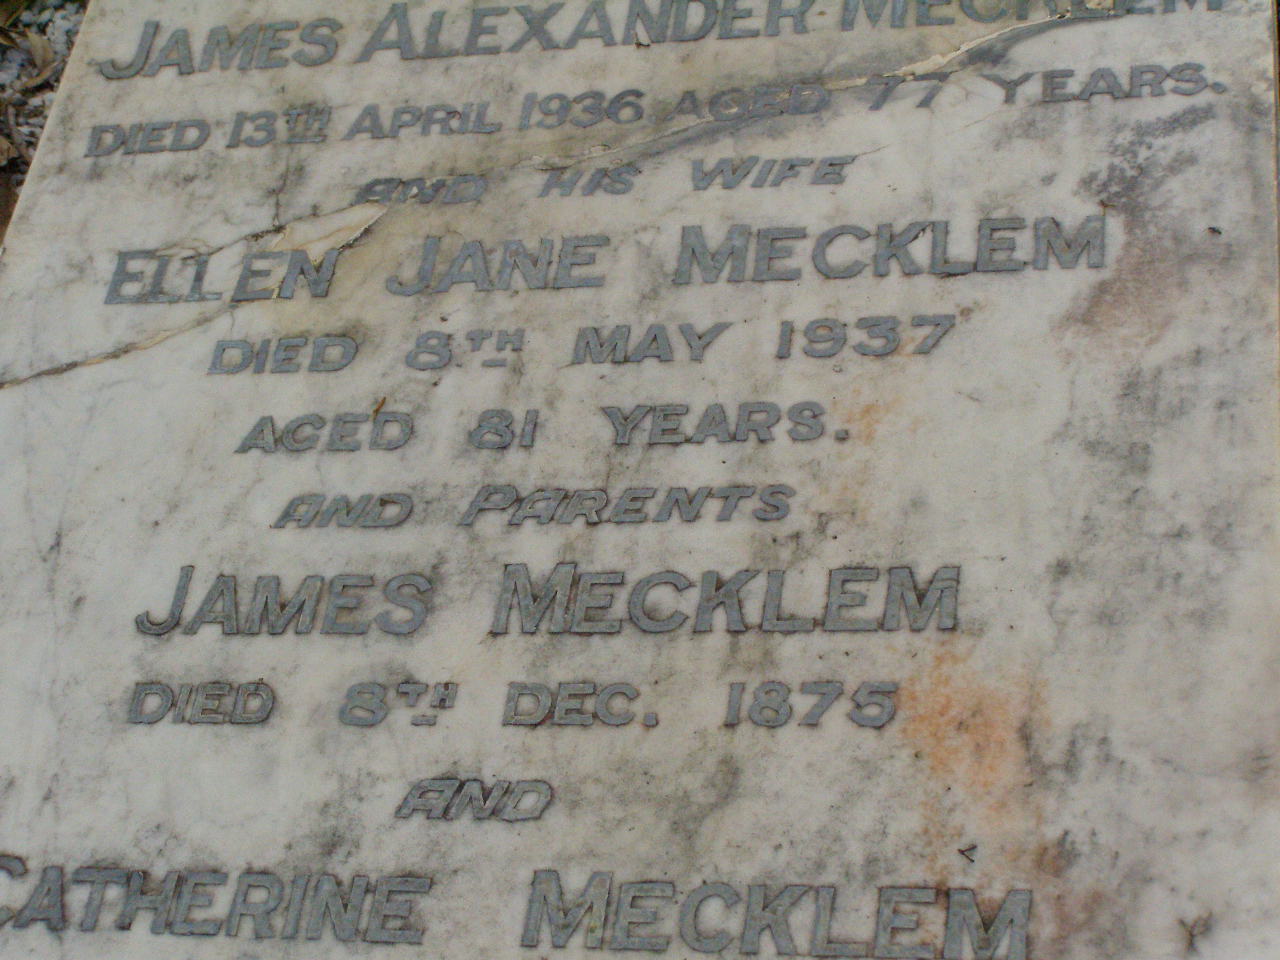 JAMES ALEXANDER MECKLEM
DIED 13TH APRIL 1936. AGED 77 YEARS.
AND HIS WIFE
ELLEN JANE MECKLEM
DIED 8TH MAY 1937
AGED 81 YEARS.
AND PARENTS
JAMES MECKLEM
DIED 8TH DEC. 1875
AND
CATHERINE MECKLEM